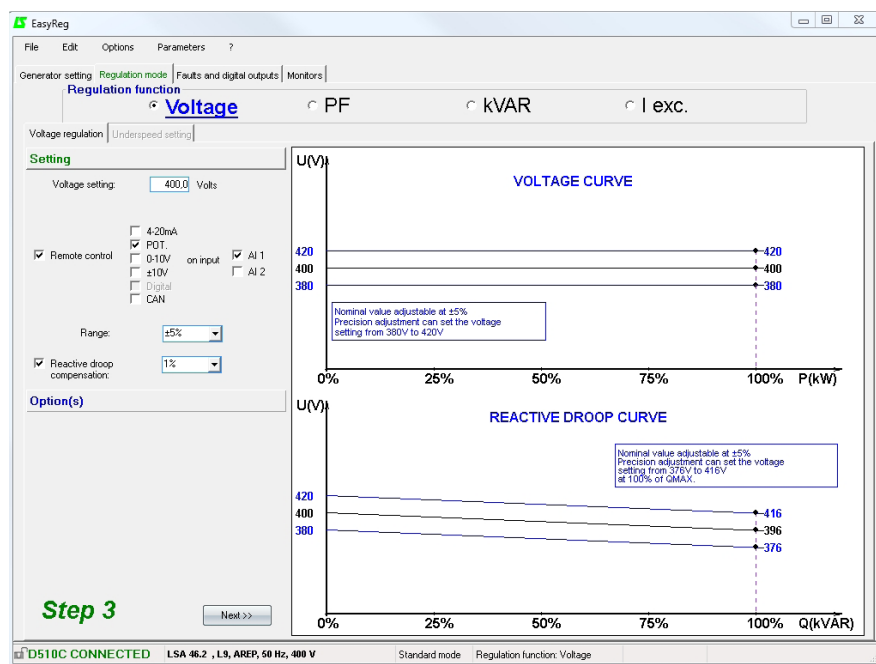 EasyReg
File Edit Options Parameters ?
Generator setting Regulation mode Faults and digital outputs Monitors
Regulation function
Voltage PF kVAR I exc.
Voltage regulation Underspeed setting
Setting
Voltage setting: 400,0 Volts
4-20mA
POT.
Remote control 0-10V on input AI 1
±10V AI 2
Digital
CAN
Range: ±5%
Reactive droop compensation: 1%
Option(s)
Step 3
Next >>
U(V)
VOLTAGE CURVE
420 420
400 400
380 380
Nominal value adjustable at ±5%
Precision adjustment can set the voltage
setting from 380V to 420V
0% 25% 50% 75% 100% P(kW)
U(V)
REACTIVE DROOP CURVE
Nominal value adjustable at ±5%
Precision adjustment can set the voltage
setting from 376V to 416V
at 100% of QMAX.
420 416
400 396
380 376
0% 25% 50% 75% 100% Q(kVAR)
D510C CONNECTED LSA 46.2 , L9, AREP, 50 Hz, 400 V Standard mode Regulation function: Voltage